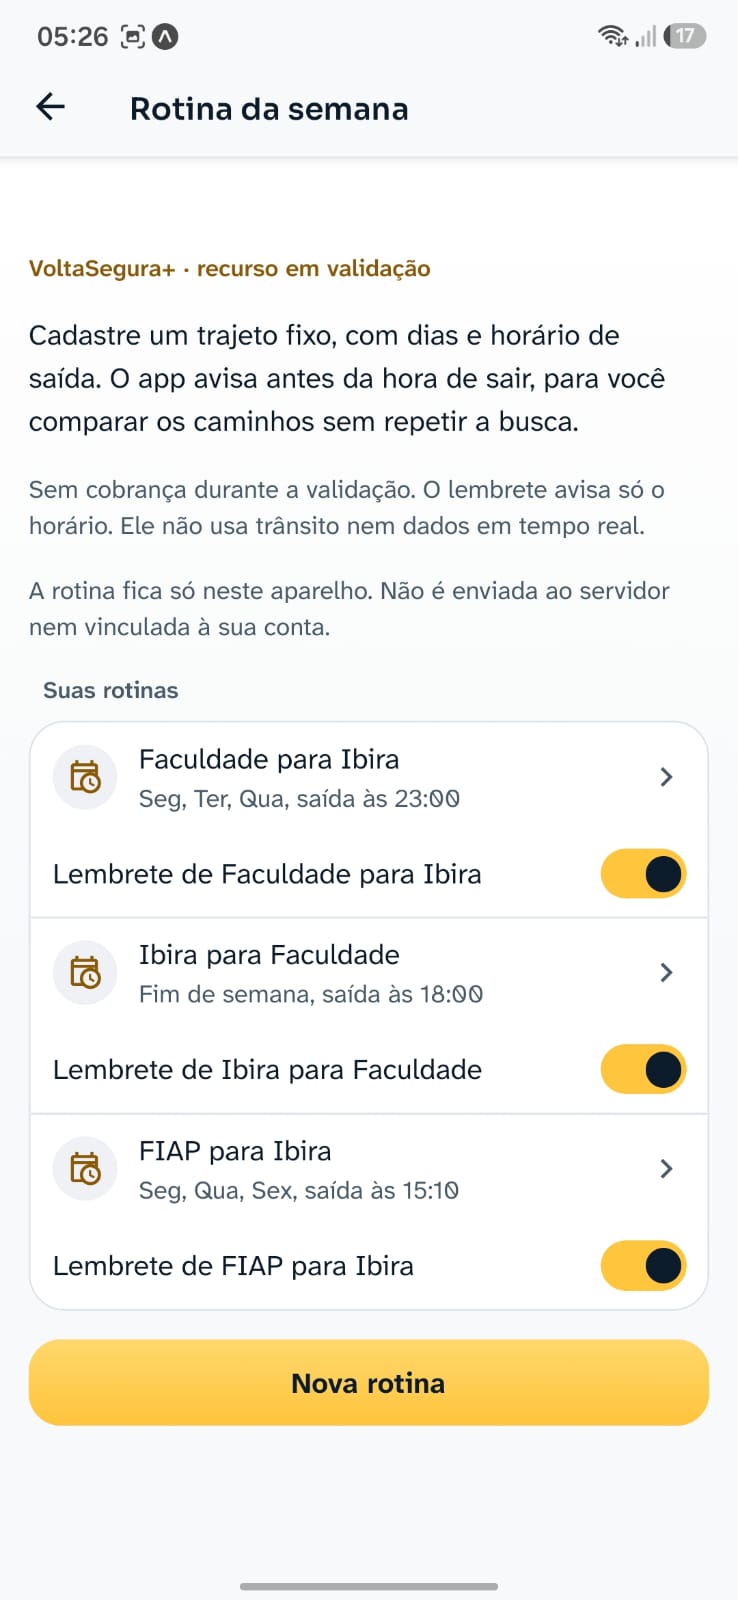 05:26
17
Rotina da semana
VoltaSegura+ · recurso em validação
Cadastre um trajeto fixo, com dias e horário de
saída. O app avisa antes da hora de sair, para você
comparar os caminhos sem repetir a busca.
Sem cobrança durante a validação. O lembrete avisa só o
horário. Ele não usa trânsito nem dados em tempo real.
A rotina fica só neste aparelho. Não é enviada ao servidor
nem vinculada à sua conta.
Suas rotinas
Faculdade para Ibira
Seg, Ter, Qua, saída às 23:00
Lembrete de Faculdade para Ibira
Ibira para Faculdade
Fim de semana, saída às 18:00
Lembrete de Ibira para Faculdade
FIAP para Ibira
Seg, Qua, Sex, saída às 15:10
Lembrete de FIAP para Ibira
Nova rotina